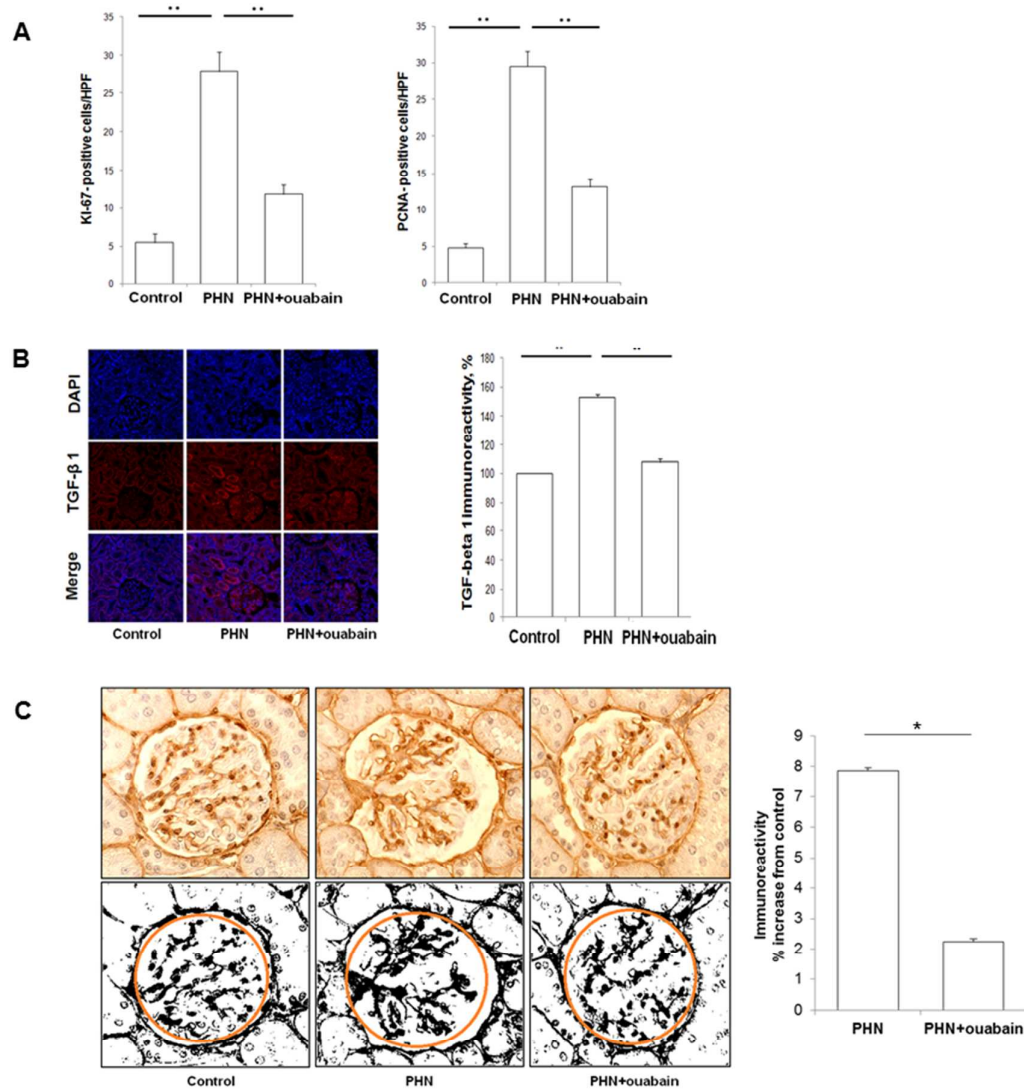 A
KI-67-positive cells/HPF
35
30
25
20
15
10
5
0
Control PHN PHN+ouabain
PCNA-positive cells/HPF
35
30
25
20
15
10
5
0
Control PHN PHN+ouabain
B
DAPI
TGF-β 1
Merge
Control PHN PHN+ouabain
TGF-beta 1 Immunoreactivity, %
180
160
140
120
100
80
60
40
20
0
Control PHN PHN+ouabain
C
Control PHN PHN+ouabain
Immunoreactivity
% increase from control
9
8
7
6
5
4
3
2
1
0
*
PHN PHN+ouabain